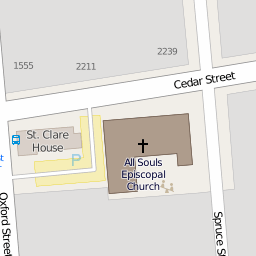 2239
1555
2211
Cedar Street
St. Clare
House
P
All Souls
Episcopal
Church
Oxford Street
Spruce S